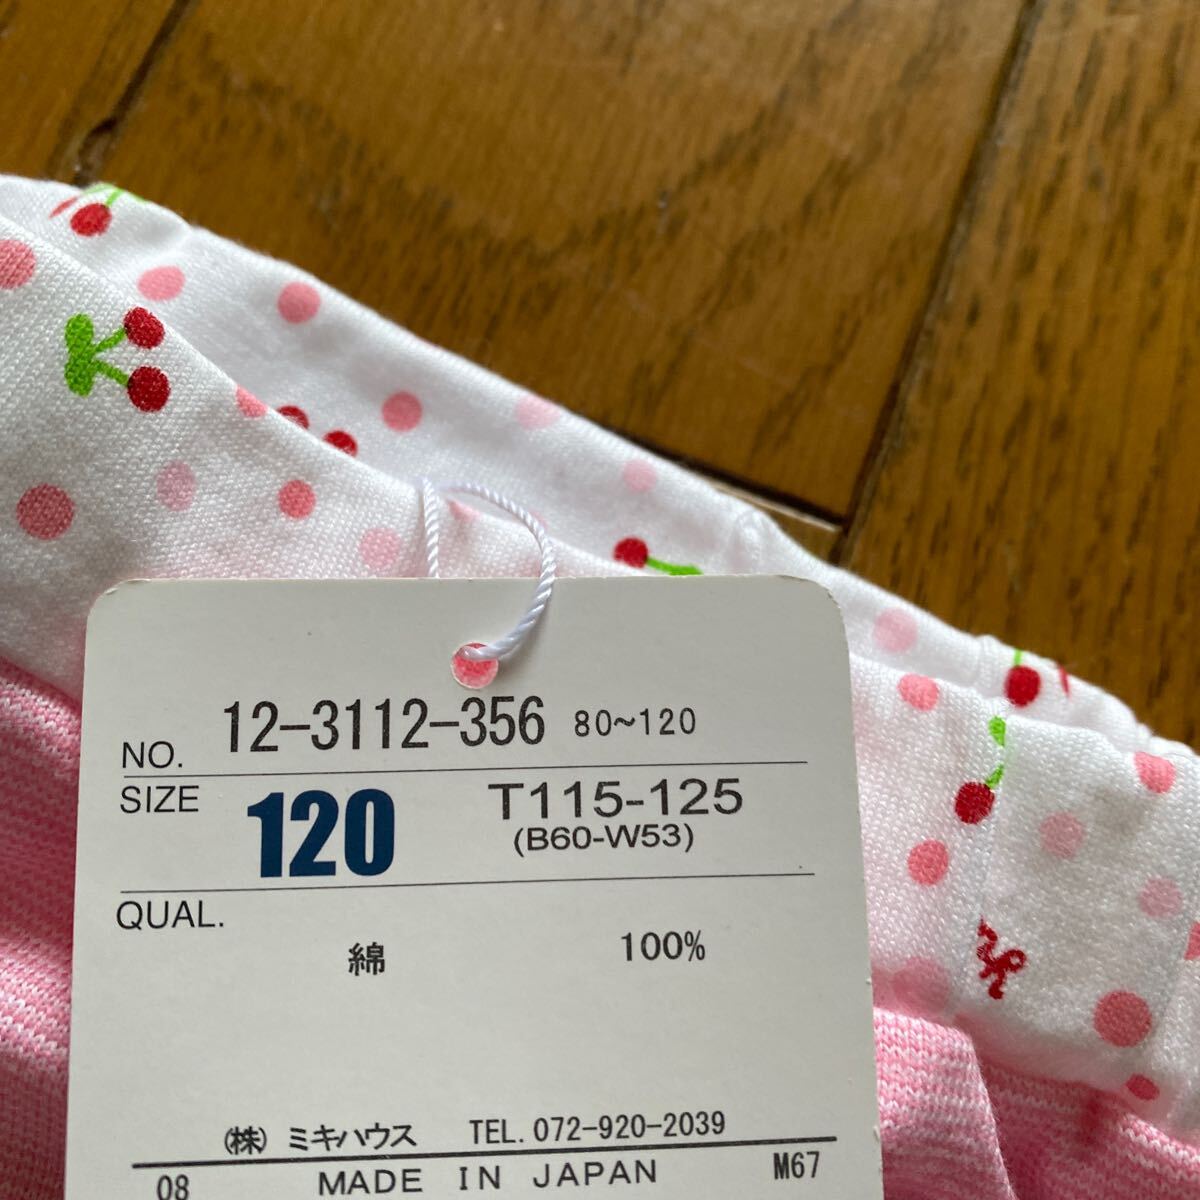 NO. 12-3112-356 80~120
SIZE 120 T115-125
(B60-W53)
QUAL.
綿 100%
(株) ミキハウス TEL. 072-920-2039
08 MADE IN JAPAN M67